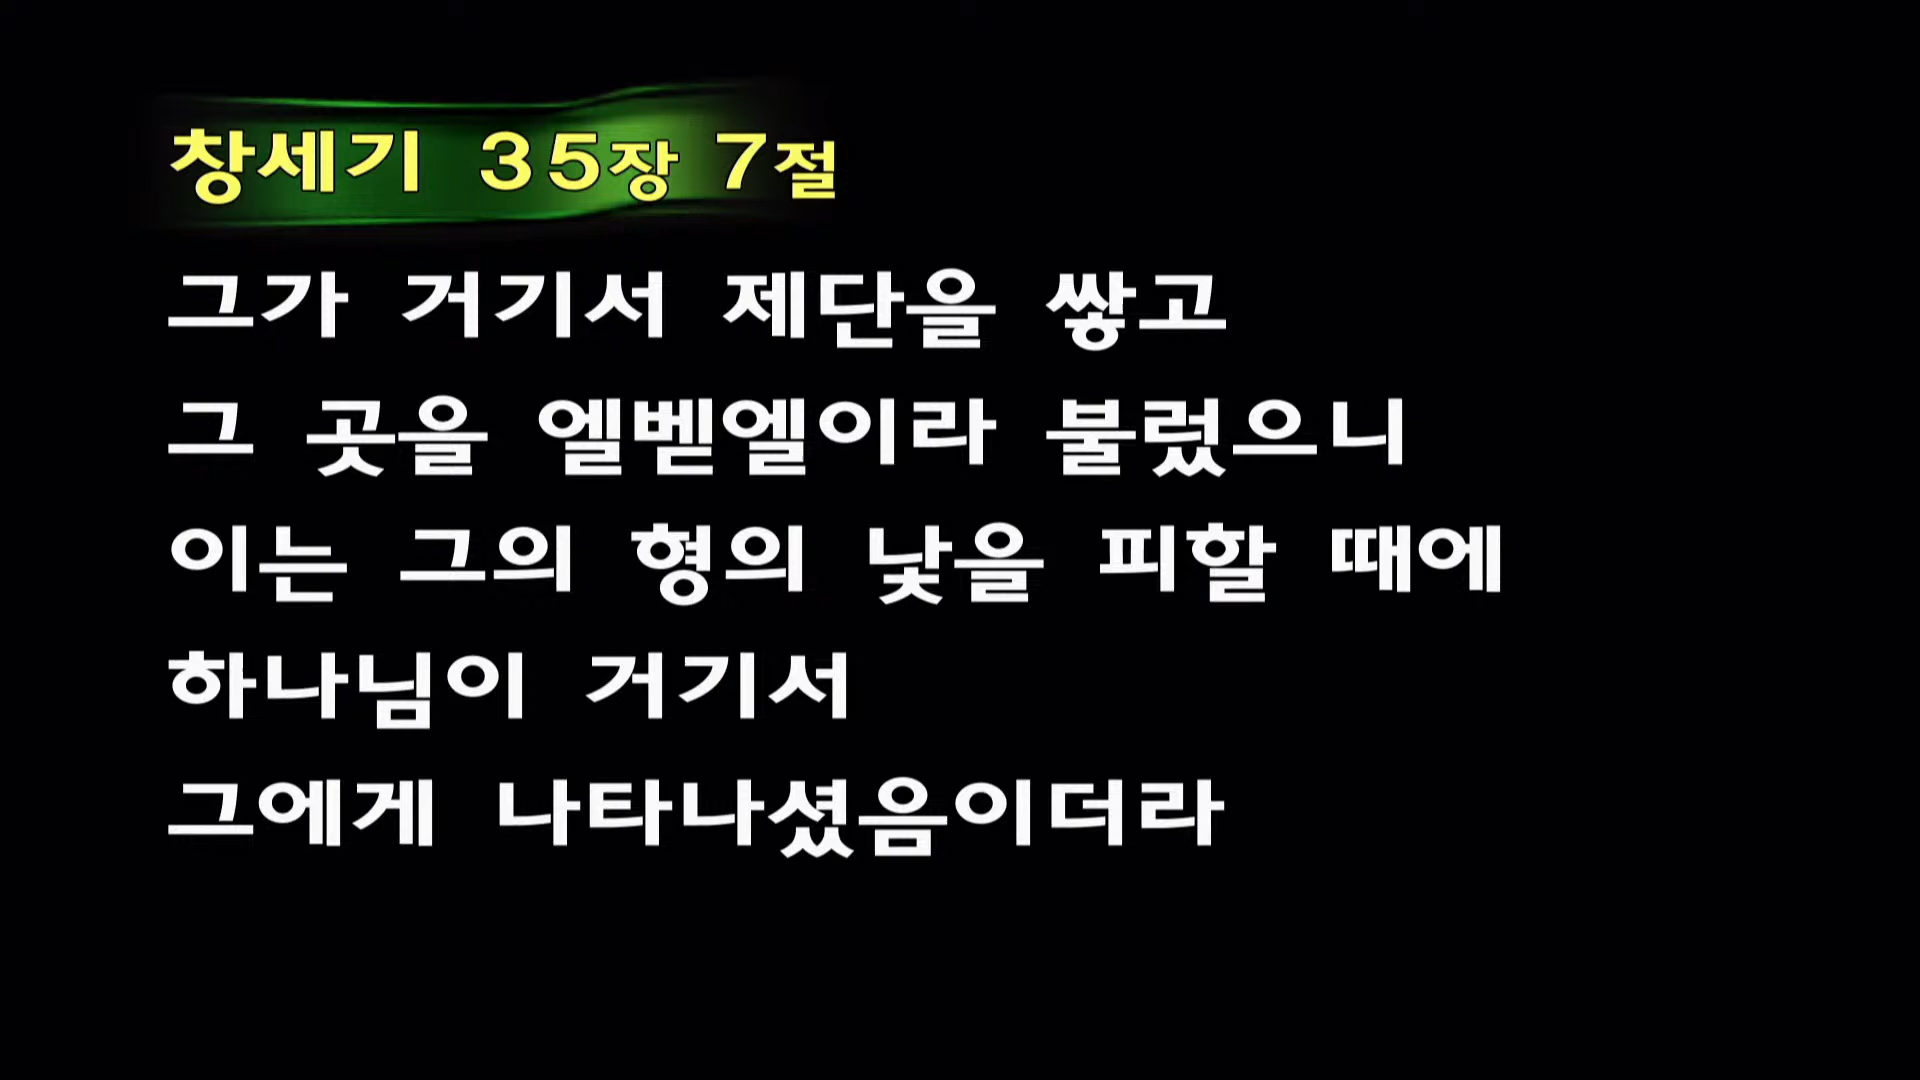 창세기 35장 7절
그가 거기서 제단을 쌓고
그 곳을 엘벧엘이라 불렀으니
이는 그의 형의 낯을 피할 때에
하나님이 거기서
그에게 나타나셨음이더라